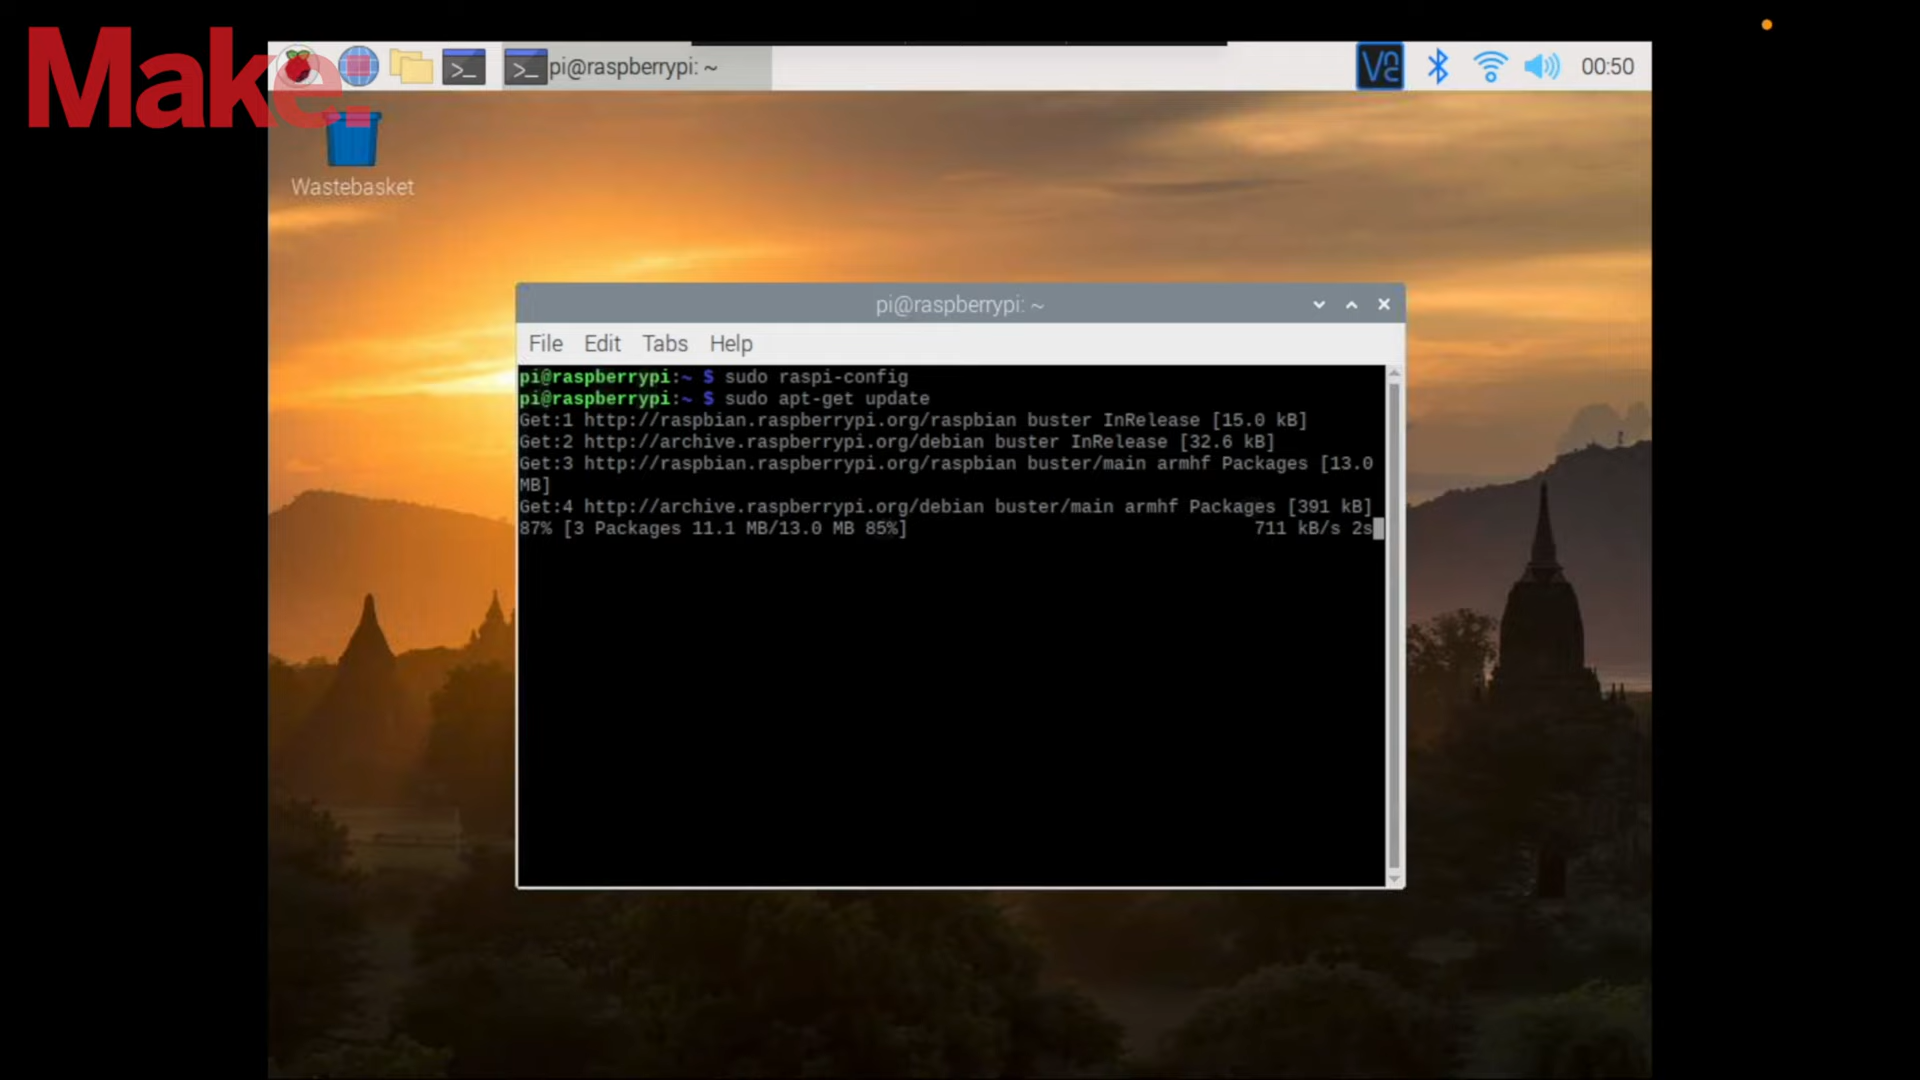 Make:
pi@raspberrypi: ~
00:50
Wastebasket
pi@raspberrypi: ~
File Edit Tabs Help
pi@raspberrypi:~ $ sudo raspi-config
pi@raspberrypi:~ $ sudo apt-get update
Get:1 http://raspbian.raspberrypi.org/raspbian buster InRelease [15.0 kB]
Get:2 http://archive.raspberrypi.org/debian buster InRelease [32.6 kB]
Get:3 http://raspbian.raspberrypi.org/raspbian buster/main armhf Packages [13.0
MB]
Get:4 http://archive.raspberrypi.org/debian buster/main armhf Packages [391 kB]
87% [3 Packages 11.1 MB/13.0 MB 85%] 711 kB/s 2s